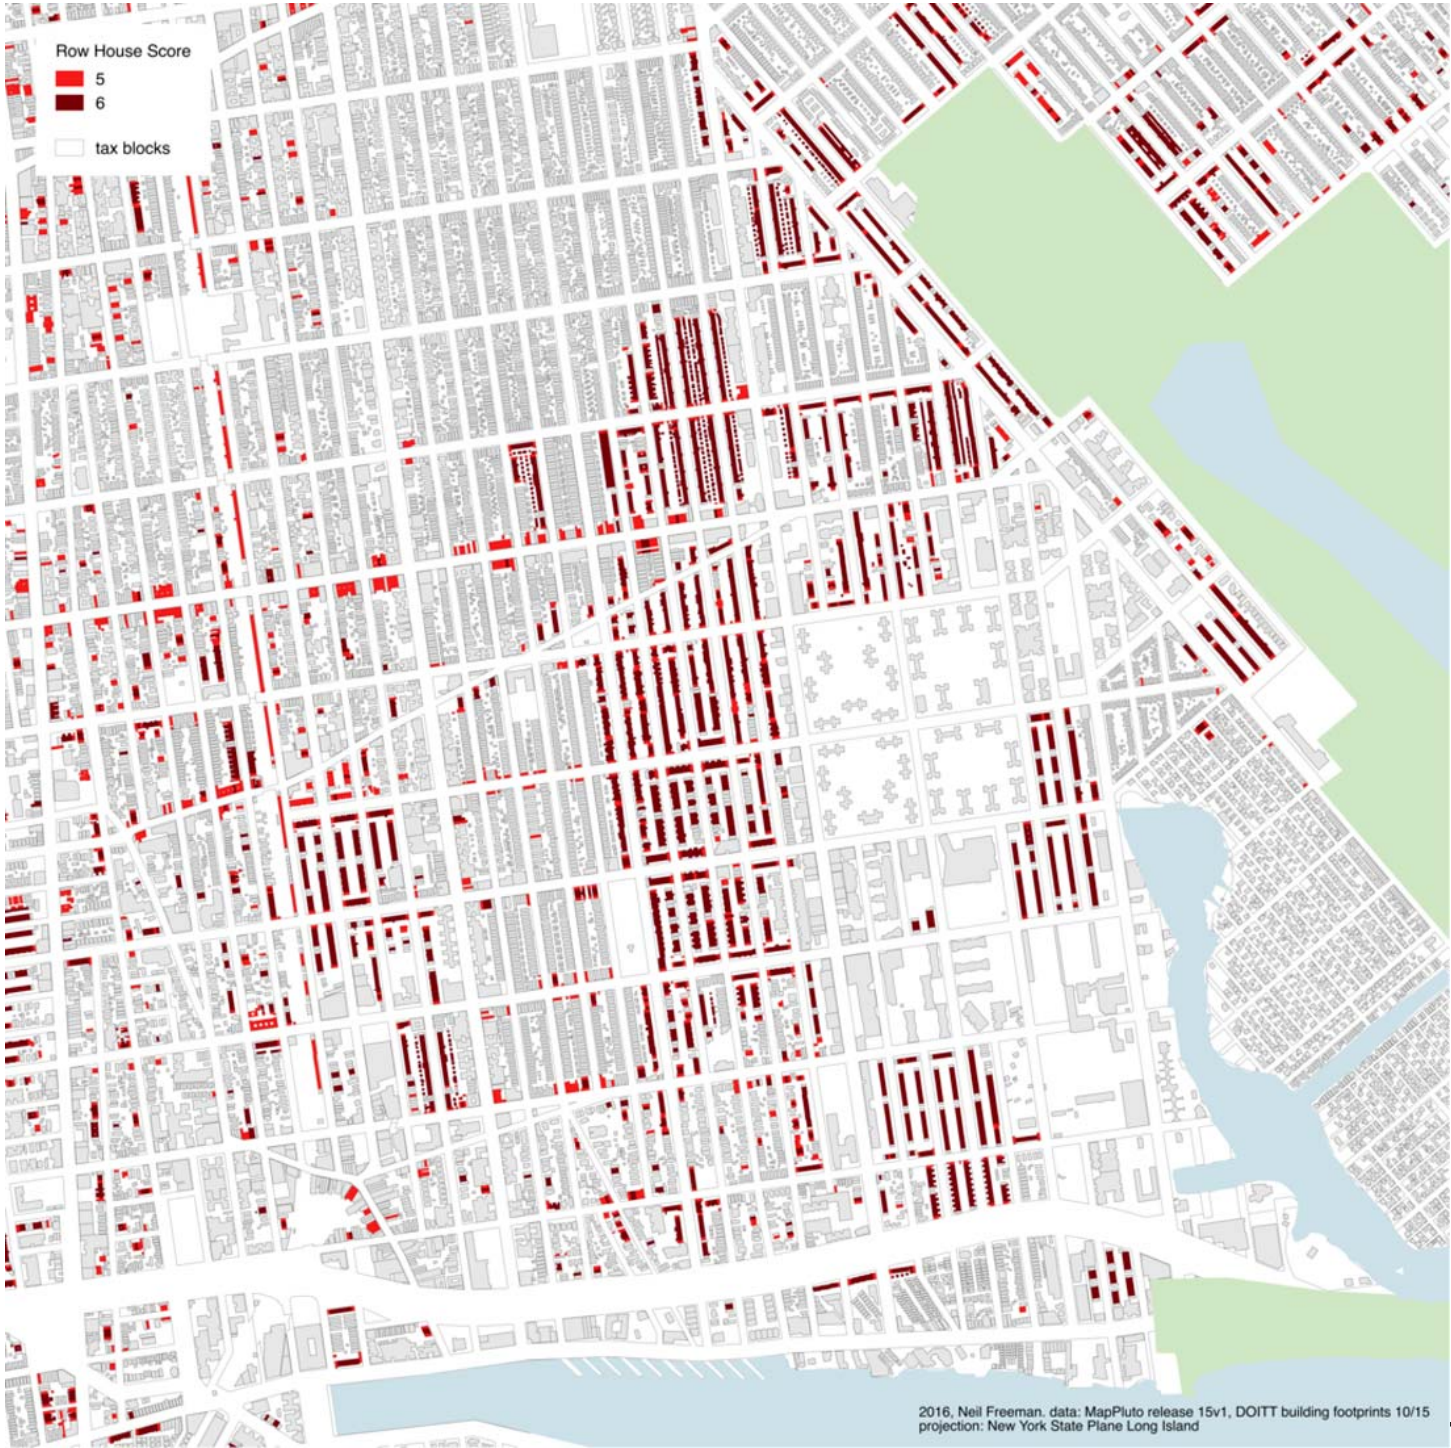 Row House Score
5
6
tax blocks
2016, Neil Freeman. data: MapPluto release 15v1, DOITT building footprints 10/15
projection: New York State Plane Long Island